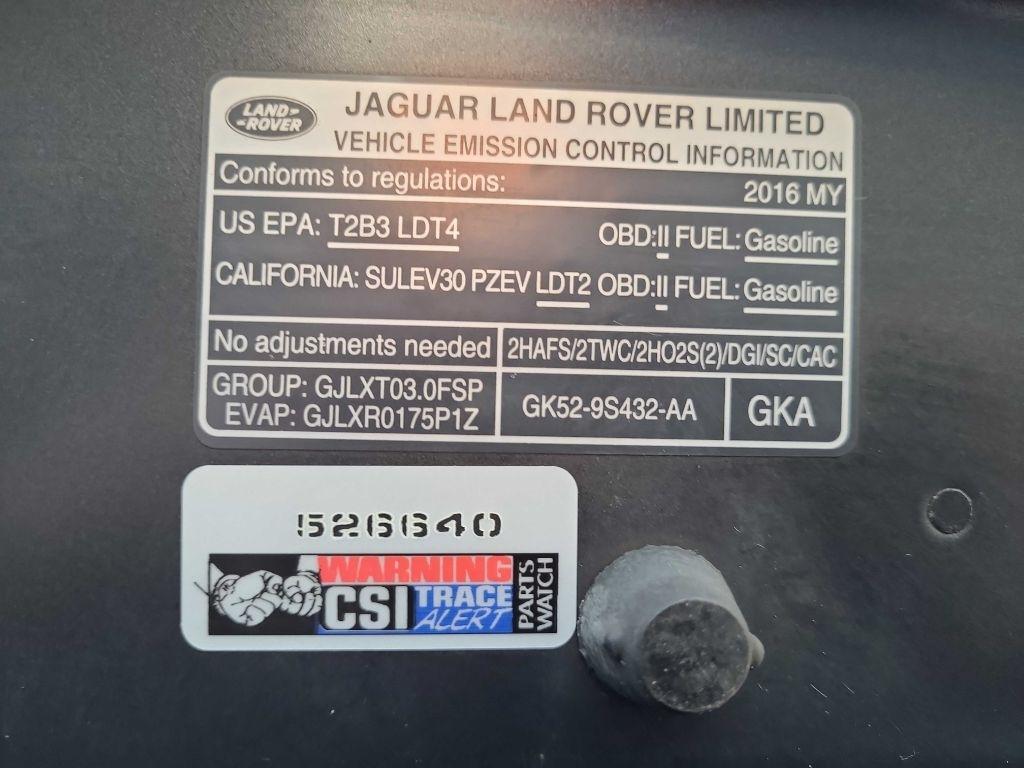 LAND-
-ROVER
JAGUAR LAND ROVER LIMITED
VEHICLE EMISSION CONTROL INFORMATION
Conforms to regulations: 2016 MY
US EPA: T2B3 LDT4 OBD:II FUEL: Gasoline
CALIFORNIA: SULEV30 PZEV LDT2 OBD:II FUEL: Gasoline
No adjustments needed 2HAFS/2TWC/2HO2S(2)/DGI/SC/CAC
GROUP: GJLXT03.0FSP
EVAP: GJLXR0175P1Z
GK52-9S432-AA
GKA
526640
WARNING
CSI TRACE
ALERT
PARTS
WATCH